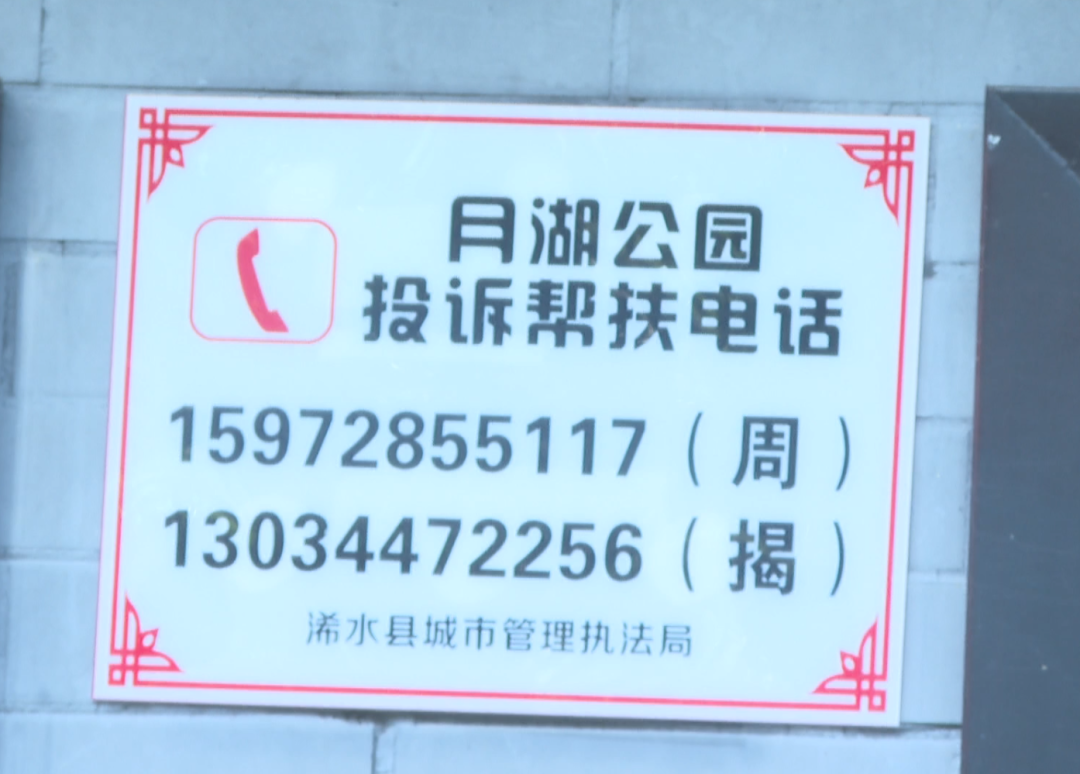 月湖公园
投诉帮扶电话
15972855117（周）
13034472256（揭）
浠水县城市管理执法局